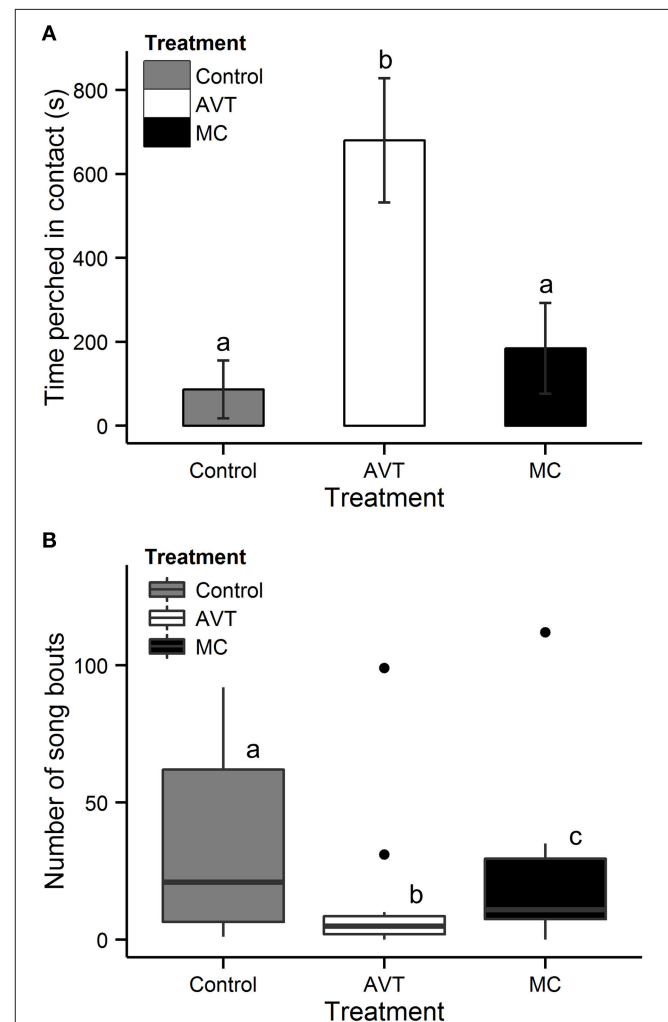 A
Treatment
Control
AVT
MC
Time perched in contact (s)
800
600
400
200
0
a
b
a
Control AVT MC
Treatment
B
Treatment
Control
AVT
MC
Number of song bouts
100
50
0
a
b
c
Control AVT MC
Treatment